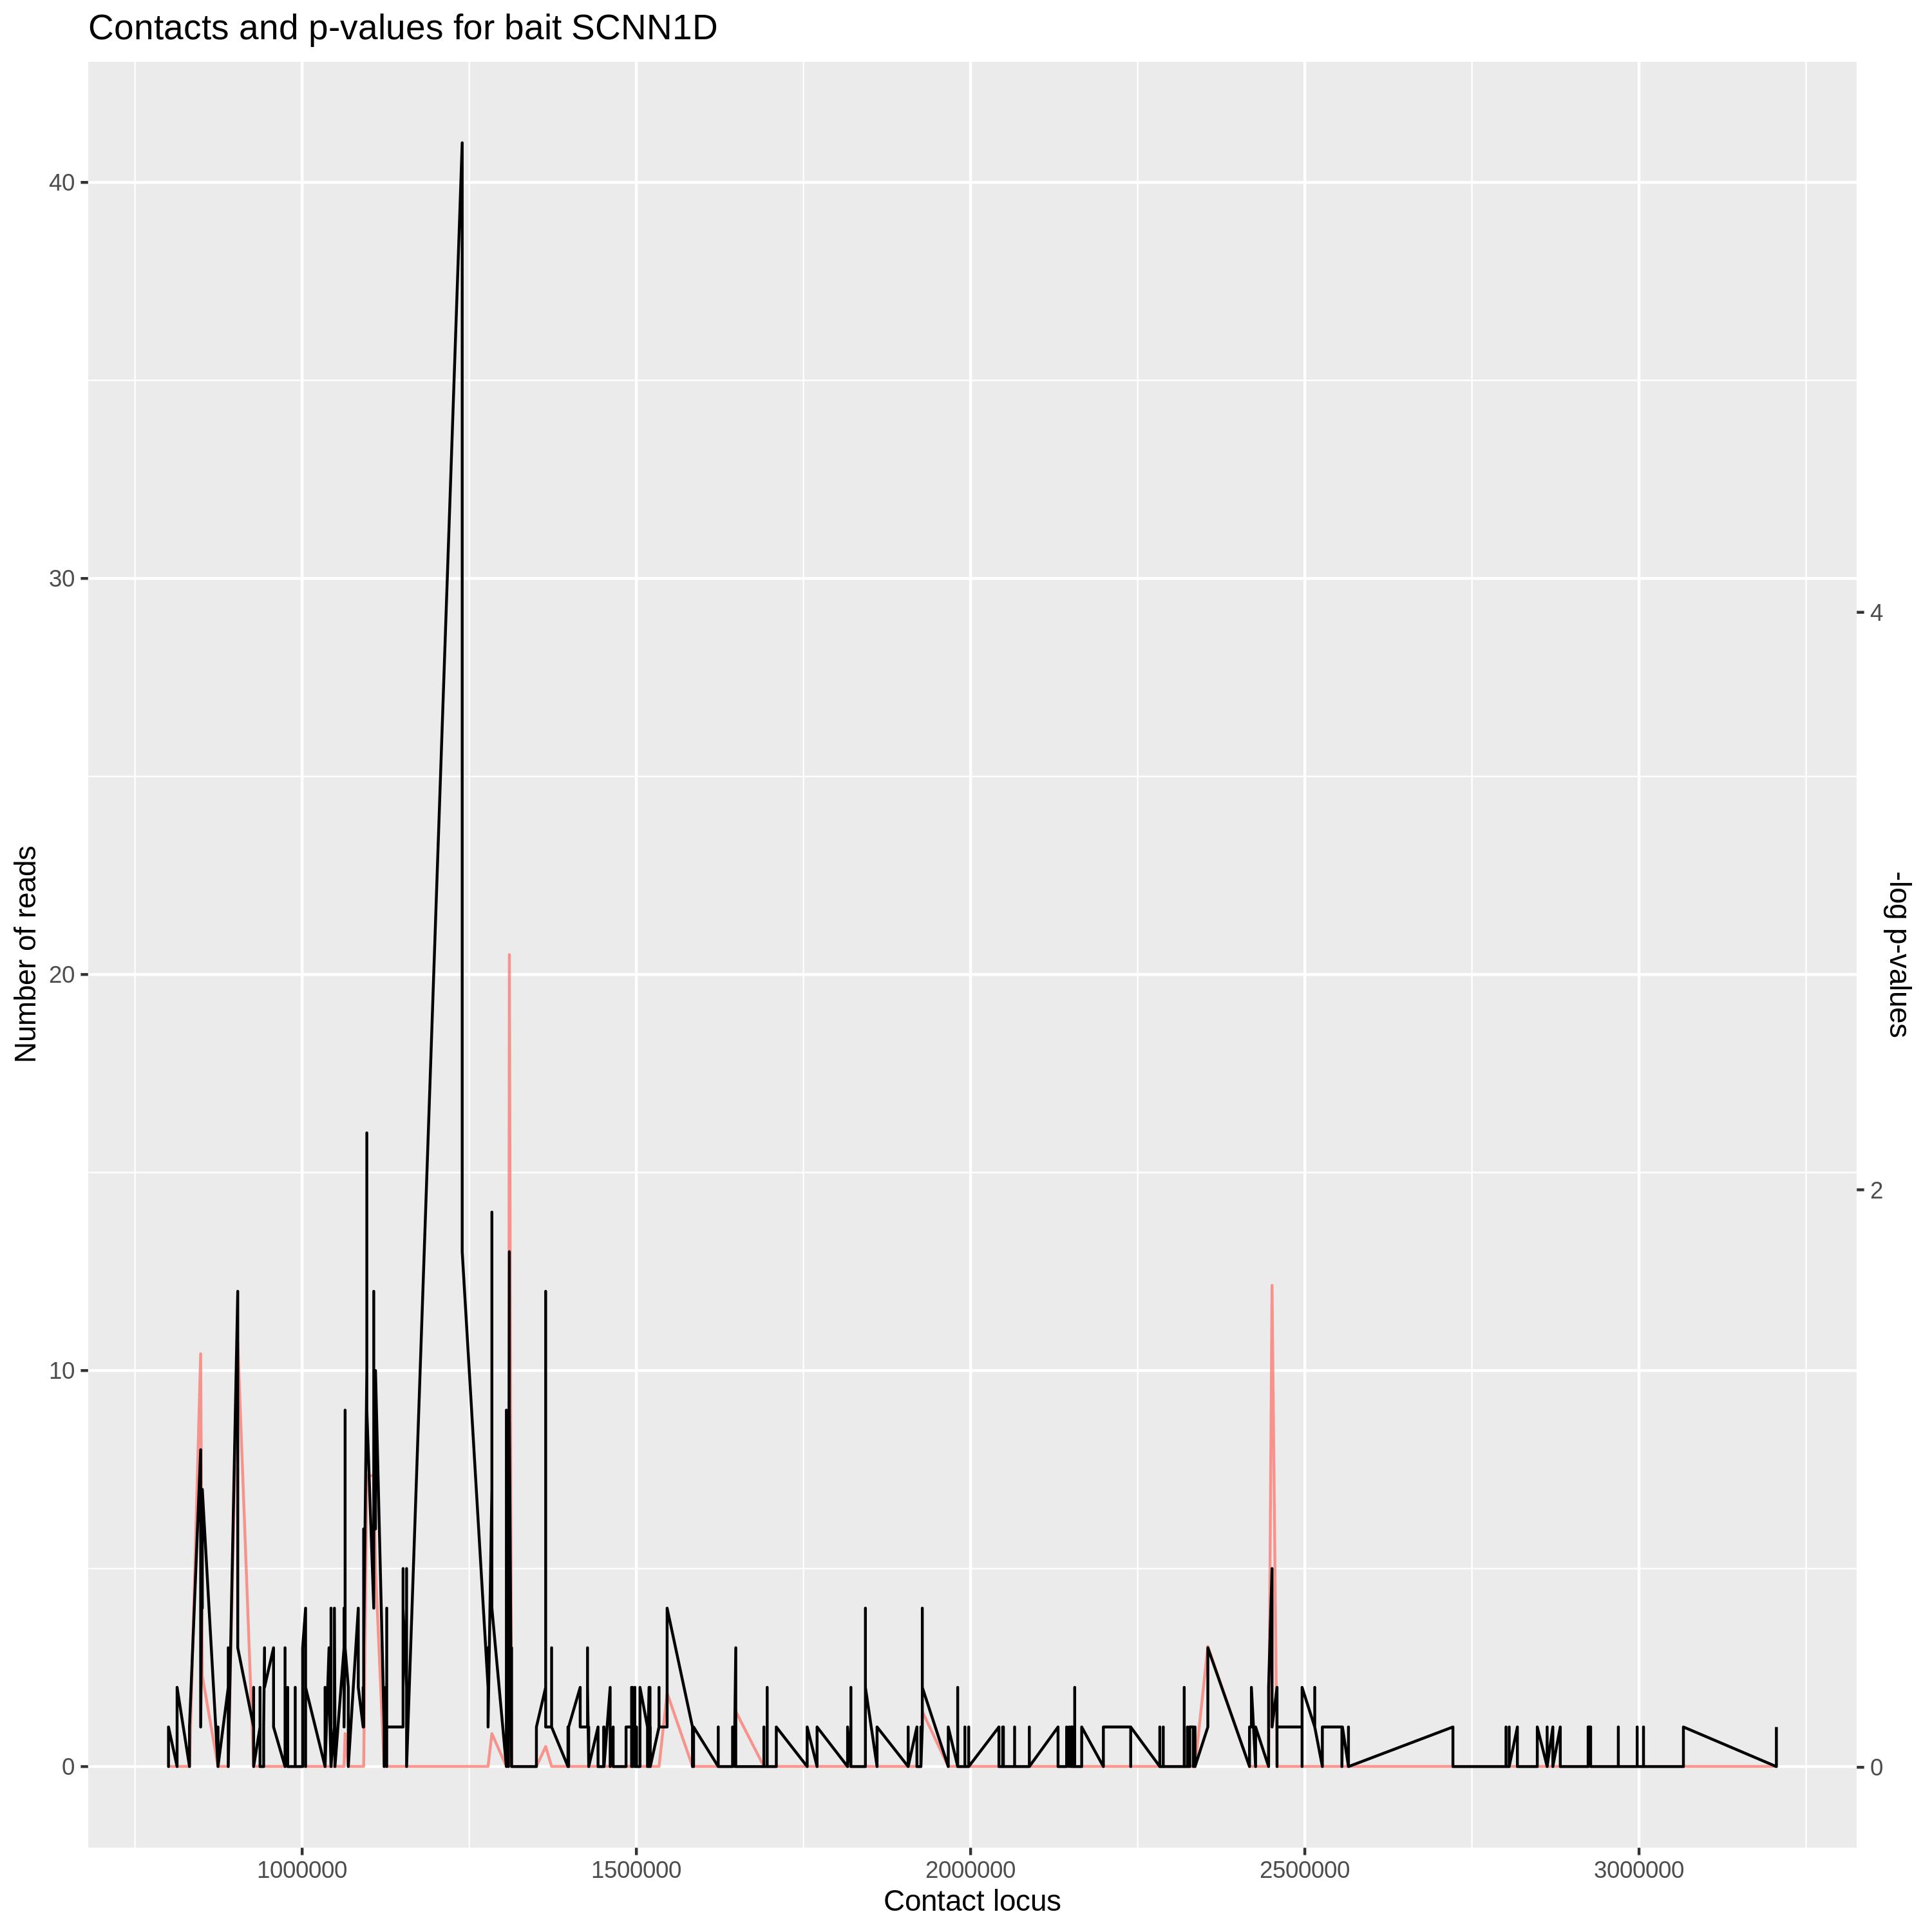 Contacts and p-values for bait SCNN1D
40
30
20
10
0
Number of reads
4
2
0
-log p-values
1000000 1500000 2000000 2500000 3000000
Contact locus